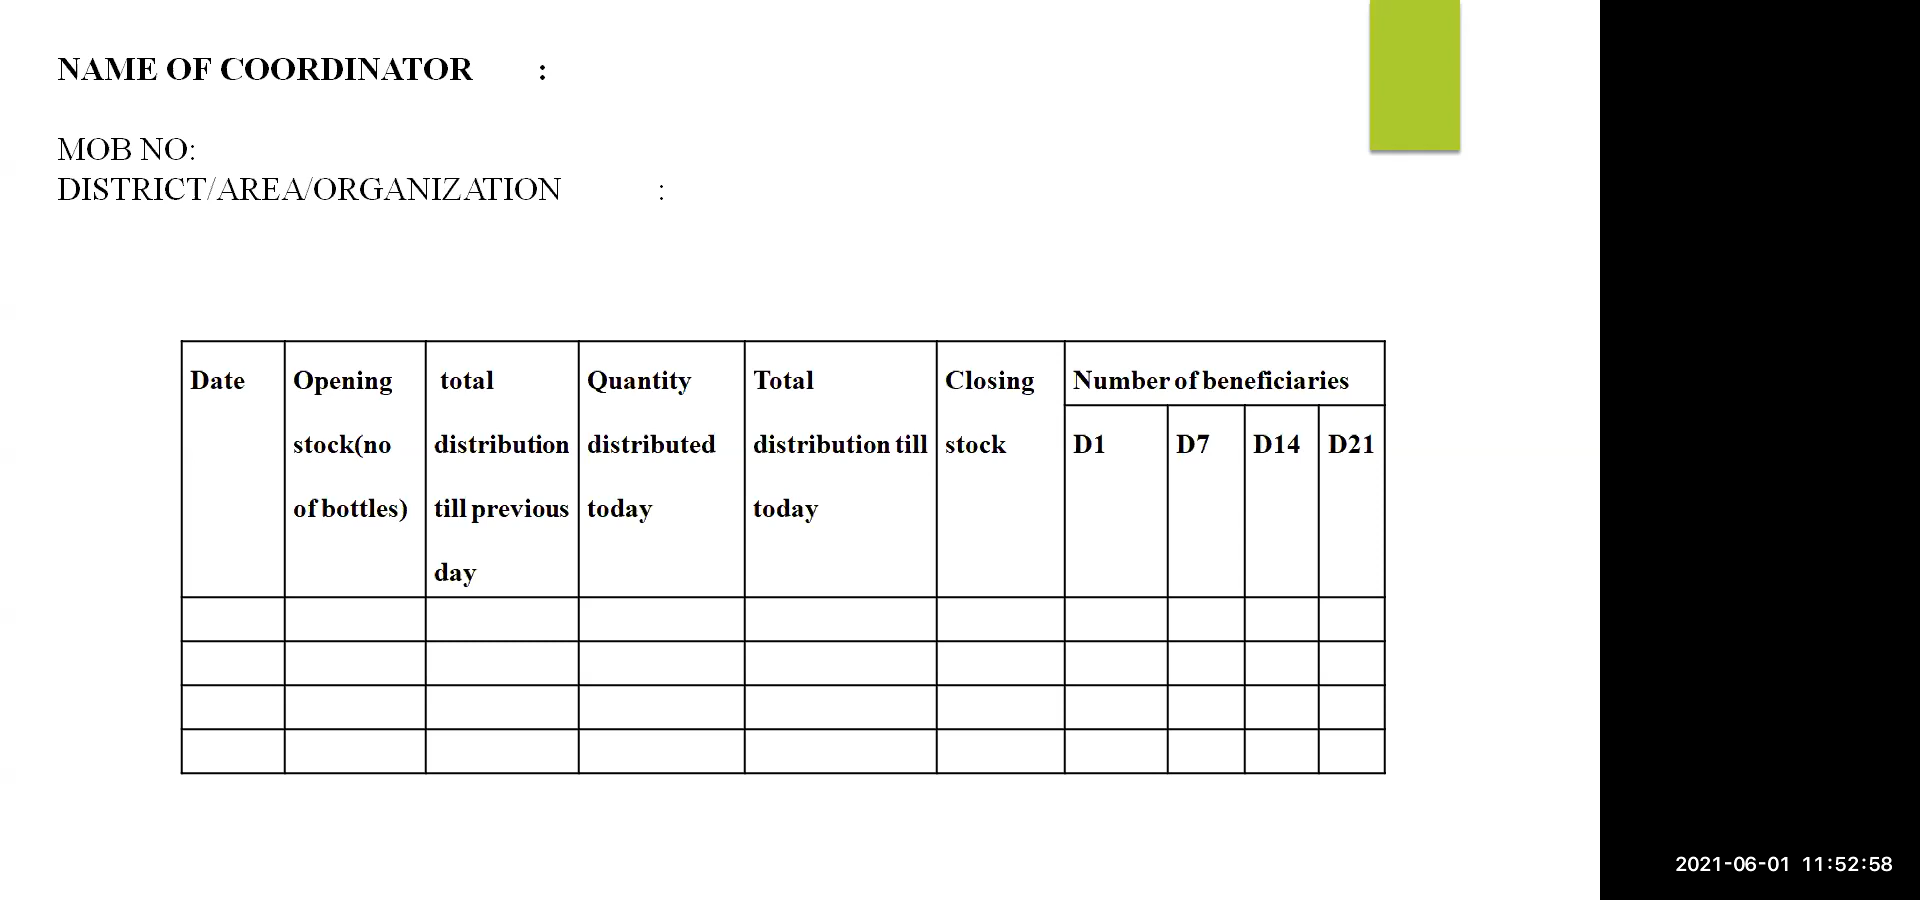 NAME OF COORDINATOR :
MOB NO:
DISTRICT/AREA/ORGANIZATION :
Date
Opening
stock(no
of bottles)
total
distribution
till previous
day
Quantity
distributed
today
Total
distribution till
today
Closing
stock
Number of beneficiaries
D1
D7
D14
D21
2021-06-01 11:52:58